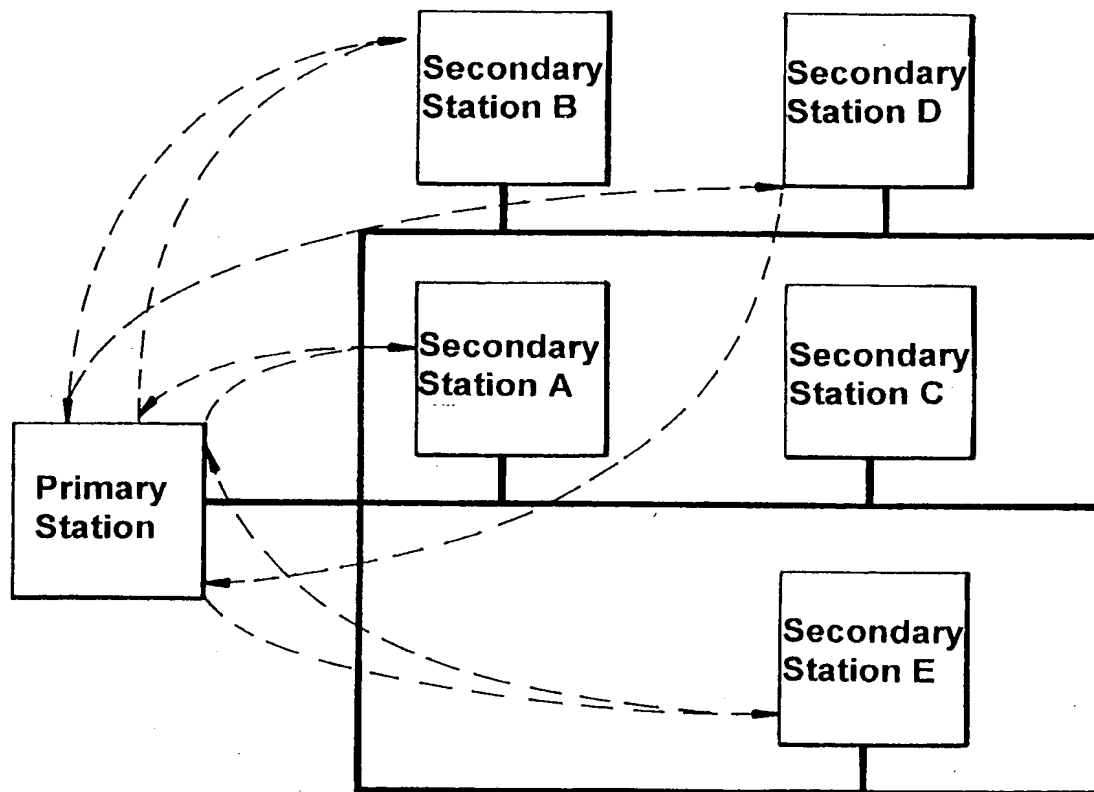 Secondary
Station B
Secondary
Station D
Secondary
Station A
Secondary
Station C
Primary
Station
Secondary
Station E